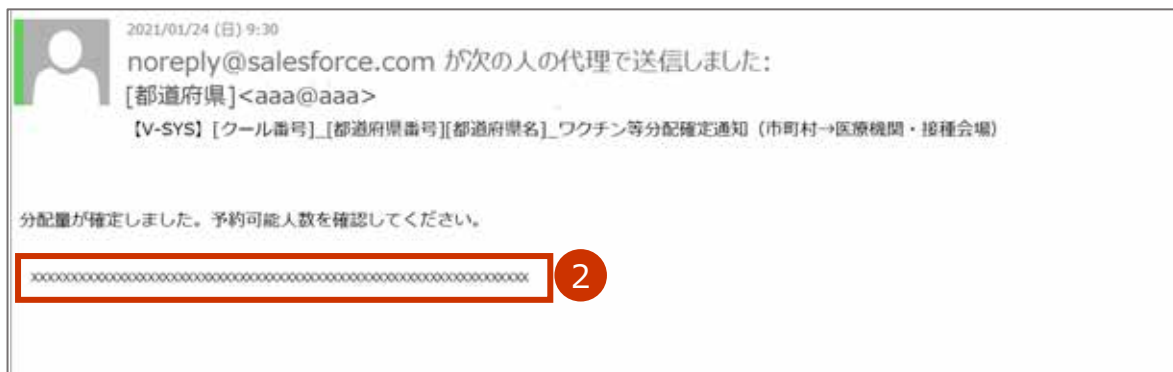 2021/01/24 (日) 9:30
noreply@salesforce.com が次の人の代理で送信しました:
[都道府県]<aaa@aaa>
【V-SYS】[クール番号]_[都道府県番号][都道府県名]_ワクチン等分配確定通知（市町村→医療機関・接種会場）
分配量が確定しました。予約可能人数を確認してください。
xxxxxxxxxxxxxxxxxxxxxxxxxxxxxxxxxxxxxxxxxxxxxxxxxxxxxxxxxxxxxxxxxxxxxx
2